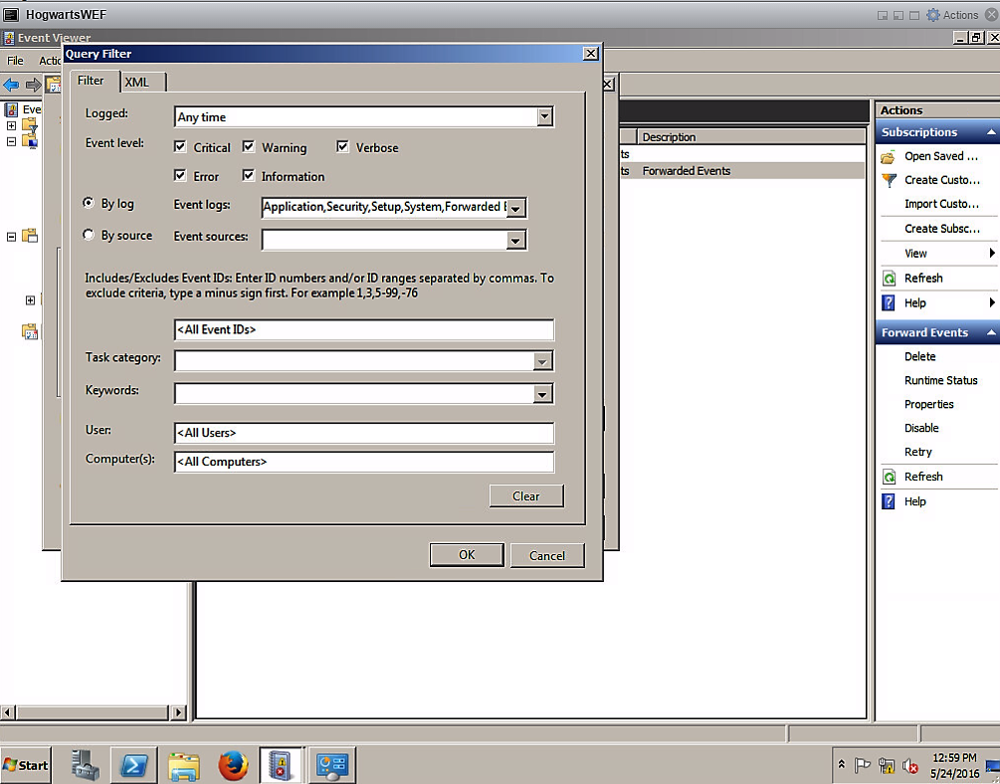 HogwartsWEF
Actions
Event Viewer
File
Query Filter
Filter
XML
Logged:
Any time
Event level:
Critical
Warning
Verbose
Error
Information
By log
Event logs:
Application,Security,Setup,System,Forwarded
By source
Event sources:
Includes/Excludes Event IDs: Enter ID numbers and/or ID ranges separated by commas. To
exclude criteria, type a minus sign first. For example 1,3,5-99,-76
<All Event IDs>
Task category:
Keywords:
User:
<All Users>
Computer(s):
<All Computers>
Clear
OK
Cancel
Description
Forwarded Events
Actions
Subscriptions
Open Saved ...
Create Custo...
Import Custo...
Create Subsc...
View
Refresh
Help
Forward Events
Delete
Runtime Status
Properties
Disable
Retry
Refresh
Help
Start
12:59 PM
5/24/2016